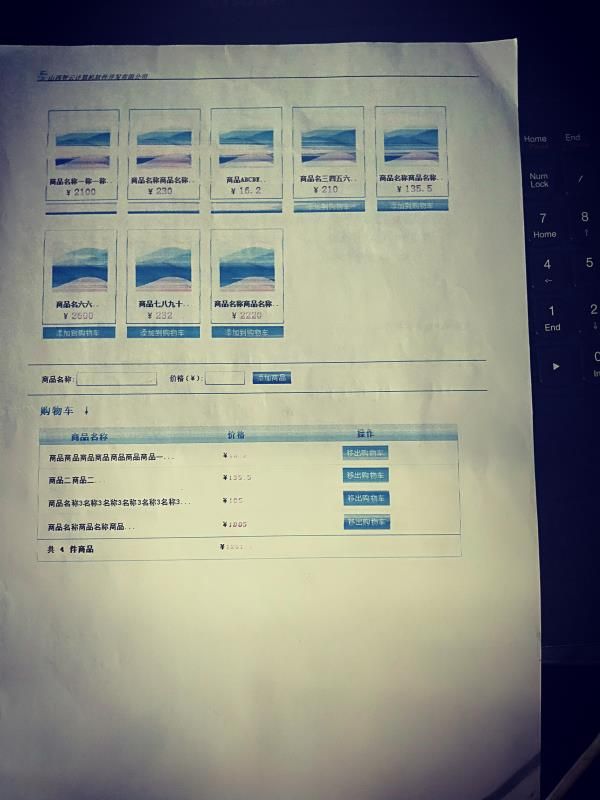 山西智云计算机软件开发有限公司
商品名称一称一称.. 商品名称商品名称.. 商品ABCDE.. 商品名三四五六.. 商品名称商品名称..
¥ 2100 ¥ 230 ¥ 16.2 ¥ 210 ¥ 135.5
添加到购物车 添加到购物车
商品名六六.. 商品七八九十.. 商品名称商品名称..
¥ 2600 ¥ 232 ¥ 2220
添加到购物车 添加到购物车 添加到购物车
商品名称: 价格(¥): 添加商品
购物车 ↓
商品名称 价格 操作
商品商品商品商品商品商品商品一... ¥ 移出购物车
商品二商品二... ¥135.5 移出购物车
商品名称3名称3名称3名称3名称3名称3... ¥105 移出购物车
商品名称商品名称商品... ¥1005 移出购物车
共 4 件商品 ¥
Home End
Num Lock /
7 Home 8 ↑
4 ← 5
1 End 2 ↓